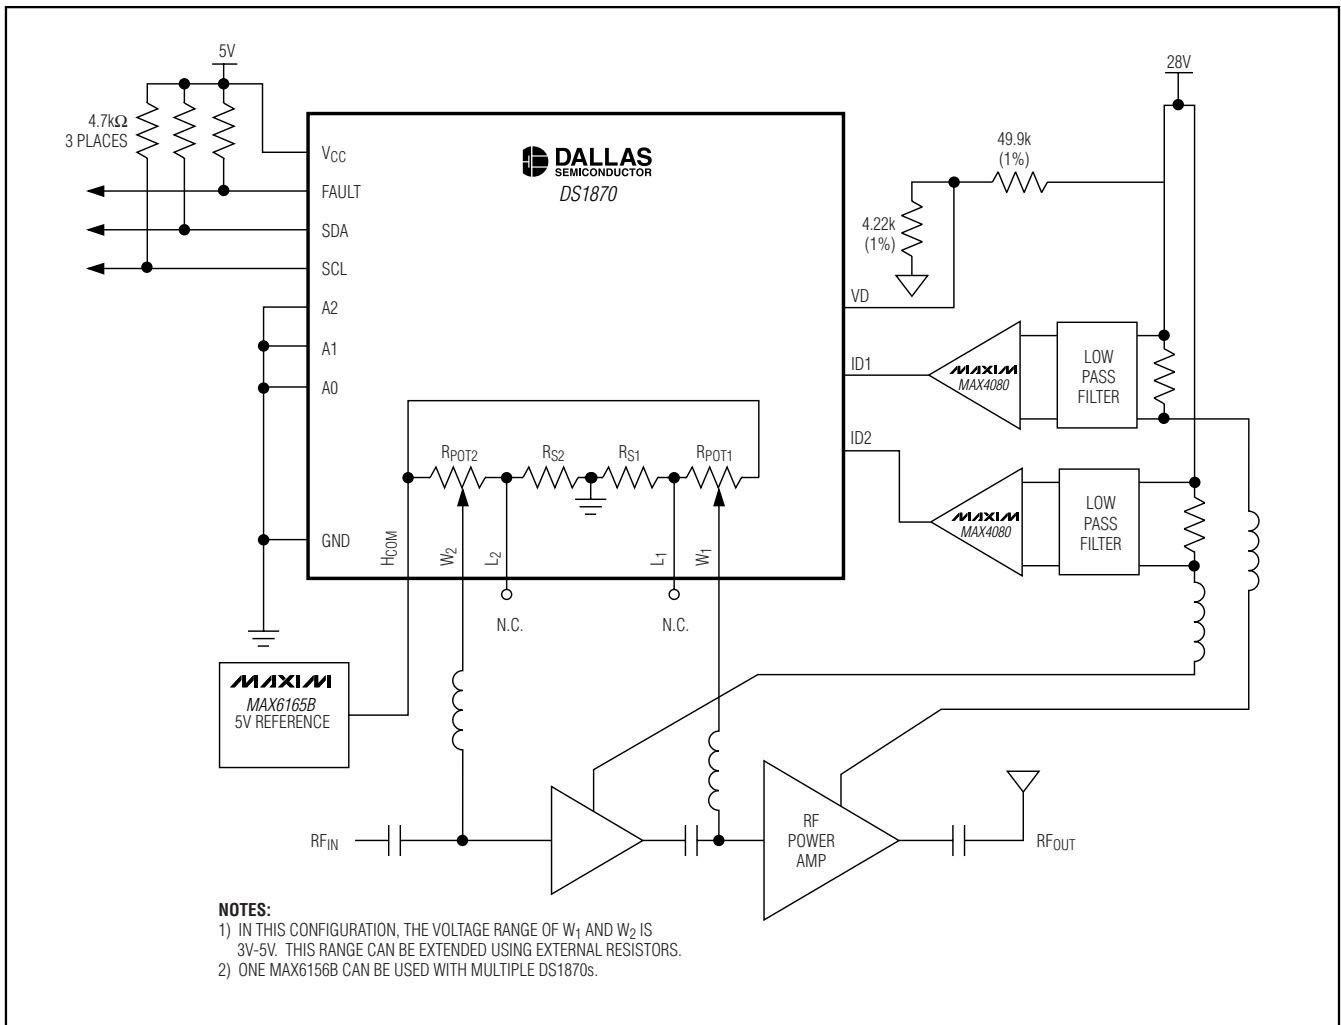 5V
28V
4.7kΩ
3 PLACES
49.9k
(1%)
4.22k
(1%)
DALLAS
SEMICONDUCTOR
DS1870
VCC
FAULT
SDA
SCL
A2
A1
A0
GND
VD
ID1
ID2
MAXIM
MAX4080
LOW
PASS
FILTER
MAXIM
MAX4080
LOW
PASS
FILTER
RPOT2
RS2
RS1
RPOT1
HCOM
W2
L2
L1
W1
N.C.
N.C.
MAXIM
MAX6165B
5V REFERENCE
RFIN
RF
POWER
AMP
RFOUT
NOTES:
1) IN THIS CONFIGURATION, THE VOLTAGE RANGE OF W1 AND W2 IS
3V-5V. THIS RANGE CAN BE EXTENDED USING EXTERNAL RESISTORS.
2) ONE MAX6156B CAN BE USED WITH MULTIPLE DS1870s.